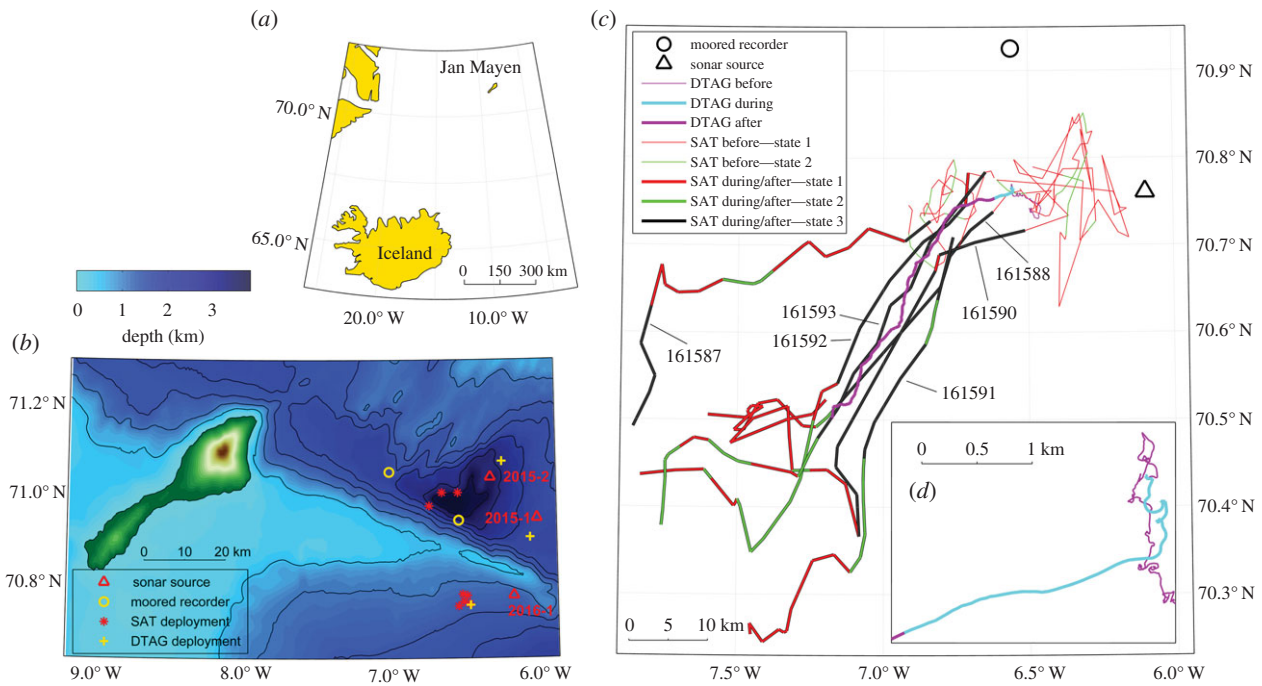 (a)
Jan Mayen
70.0° N
65.0° N
Iceland
0 150 300 km
20.0° W 10.0° W
0 1 2 3
depth (km)
(b)
71.2° N
71.0° N
70.8° N
2015-2
2015-1
2016-1
0 10 20 km
sonar source
moored recorder
SAT deployment
DTAG deployment
9.0° W 8.0° W 7.0° W 6.0° W
(c)
moored recorder
sonar source
DTAG before
DTAG during
DTAG after
SAT before—state 1
SAT before—state 2
SAT during/after—state 1
SAT during/after—state 2
SAT during/after—state 3
70.9° N
70.8° N
70.7° N
70.6° N
70.5° N
70.4° N
70.3° N
161588
161590
161593
161592
161587
161591
0 5 10 km
7.5° W 7.0° W 6.5° W 6.0° W
0 0.5 1 km
(d)